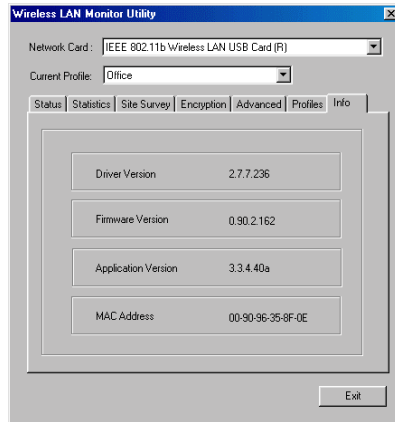 Wireless LAN Monitor Utility
Network Card : IEEE 802.11b Wireless LAN USB Card (R)
Current Profile: Office
Status Statistics Site Survey Encryption Advanced Profiles Info
Driver Version 2.7.7.236
Firmware Version 0.90.2.162
Application Version 3.3.4.40a
MAC Address 00-90-96-35-8F-0E
Exit